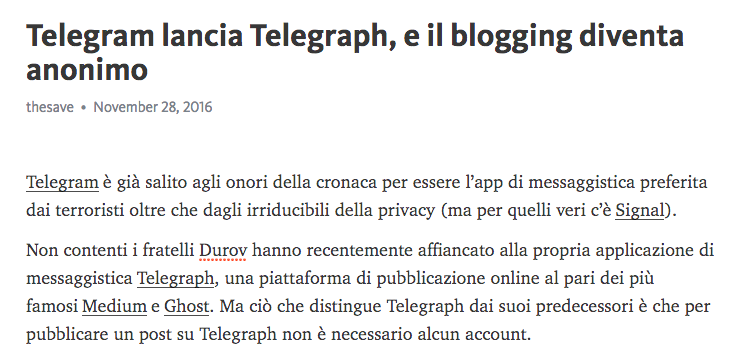 Telegram lancia Telegraph, e il blogging diventa
anonimo
thesave • November 28, 2016
Telegram è già salito agli onori della cronaca per essere l’app di messaggistica preferita
dai terroristi oltre che dagli irriducibili della privacy (ma per quelli veri c’è Signal).
Non contenti i fratelli Durov hanno recentemente affiancato alla propria applicazione di
messaggistica Telegraph, una piattaforma di pubblicazione online al pari dei più
famosi Medium e Ghost. Ma ciò che distingue Telegraph dai suoi predecessori è che per
pubblicare un post su Telegraph non è necessario alcun account.